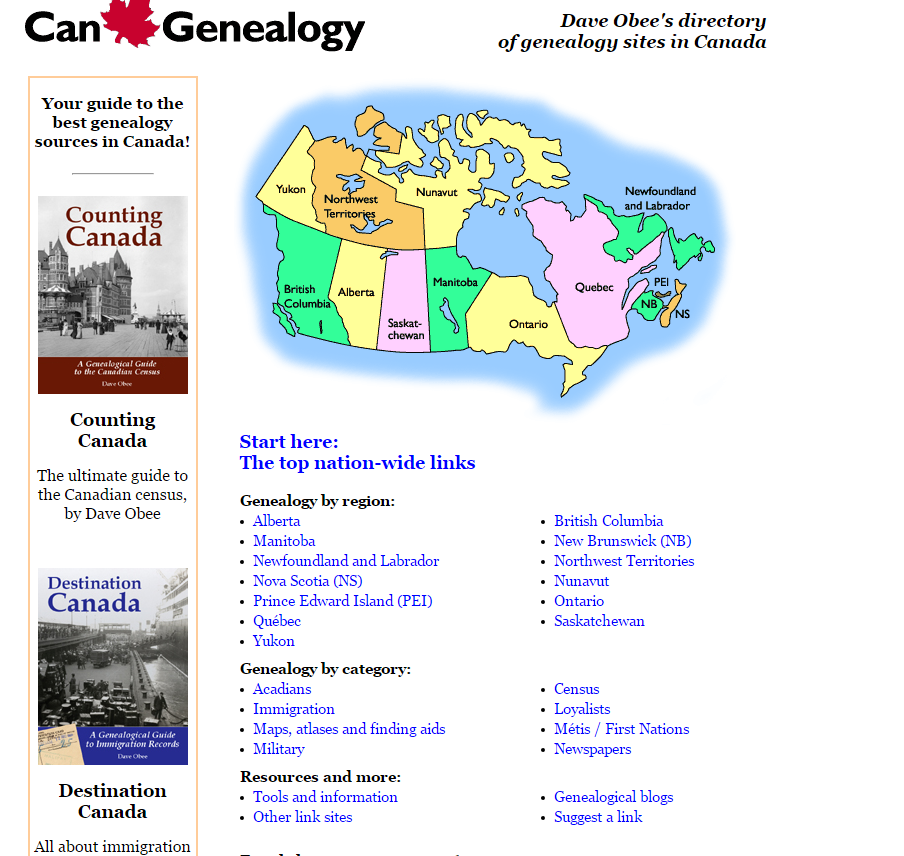 Can Genealogy
Dave Obee's directory
of genealogy sites in Canada
Your guide to the
best genealogy
sources in Canada!
Counting
Canada
A Genealogical Guide
to the Canadian Census
Dave Obee
Counting
Canada
The ultimate guide to
the Canadian census,
by Dave Obee
Destination
Canada
A Genealogical Guide
to Immigration Records
Dave Obee
Destination
Canada
All about immigration
Yukon
Northwest
Territories
Nunavut
Newfoundland
and Labrador
British
Columbia
Alberta
Saskat-
chewan
Manitoba
Ontario
Quebec
PEI
NB
NS
Start here:
The top nation-wide links
Genealogy by region:
• Alberta
• British Columbia
• Manitoba
• New Brunswick (NB)
• Newfoundland and Labrador
• Northwest Territories
• Nova Scotia (NS)
• Nunavut
• Prince Edward Island (PEI)
• Ontario
• Québec
• Saskatchewan
• Yukon
Genealogy by category:
• Acadians
• Census
• Immigration
• Loyalists
• Maps, atlases and finding aids
• Métis / First Nations
• Military
• Newspapers
Resources and more:
• Tools and information
• Genealogical blogs
• Other link sites
• Suggest a link